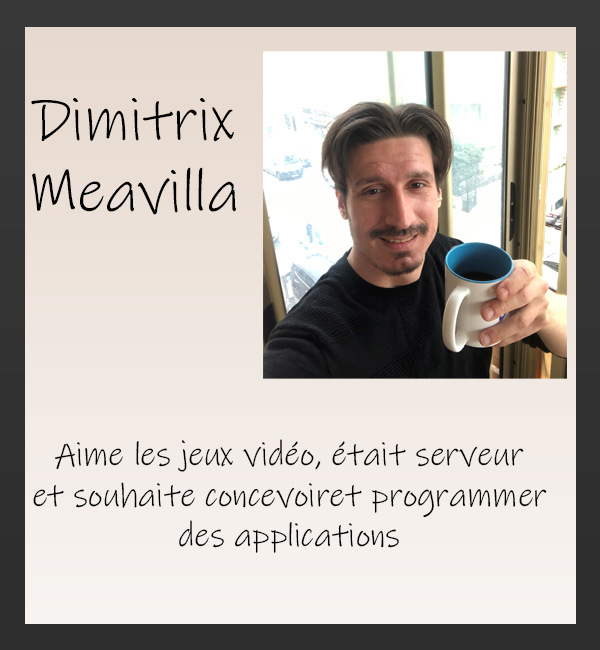 Dimitrix
Meavilla
Aime les jeux vidéo, était serveur
et souhaite concevoiret programmer
des applications